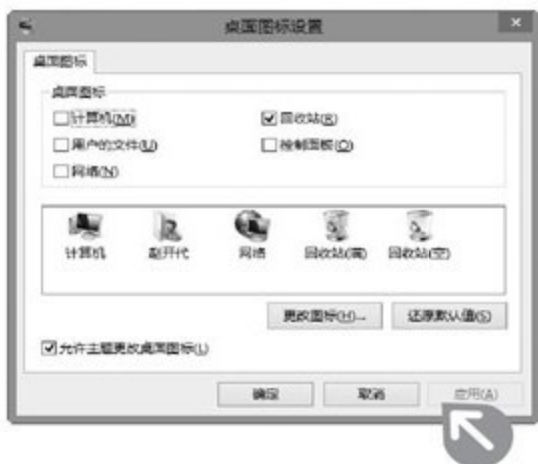 桌面图标设置
桌面图标
桌面图标
计算机(M)
回收站(R)
用户的文件(U)
控制面板(O)
网络(N)
计算机
赵开代
网络
回收站(满)
回收站(空)
更改图标(H)...
还原默认值(S)
允许主题更改桌面图标(L)
确定
取消
应用(A)